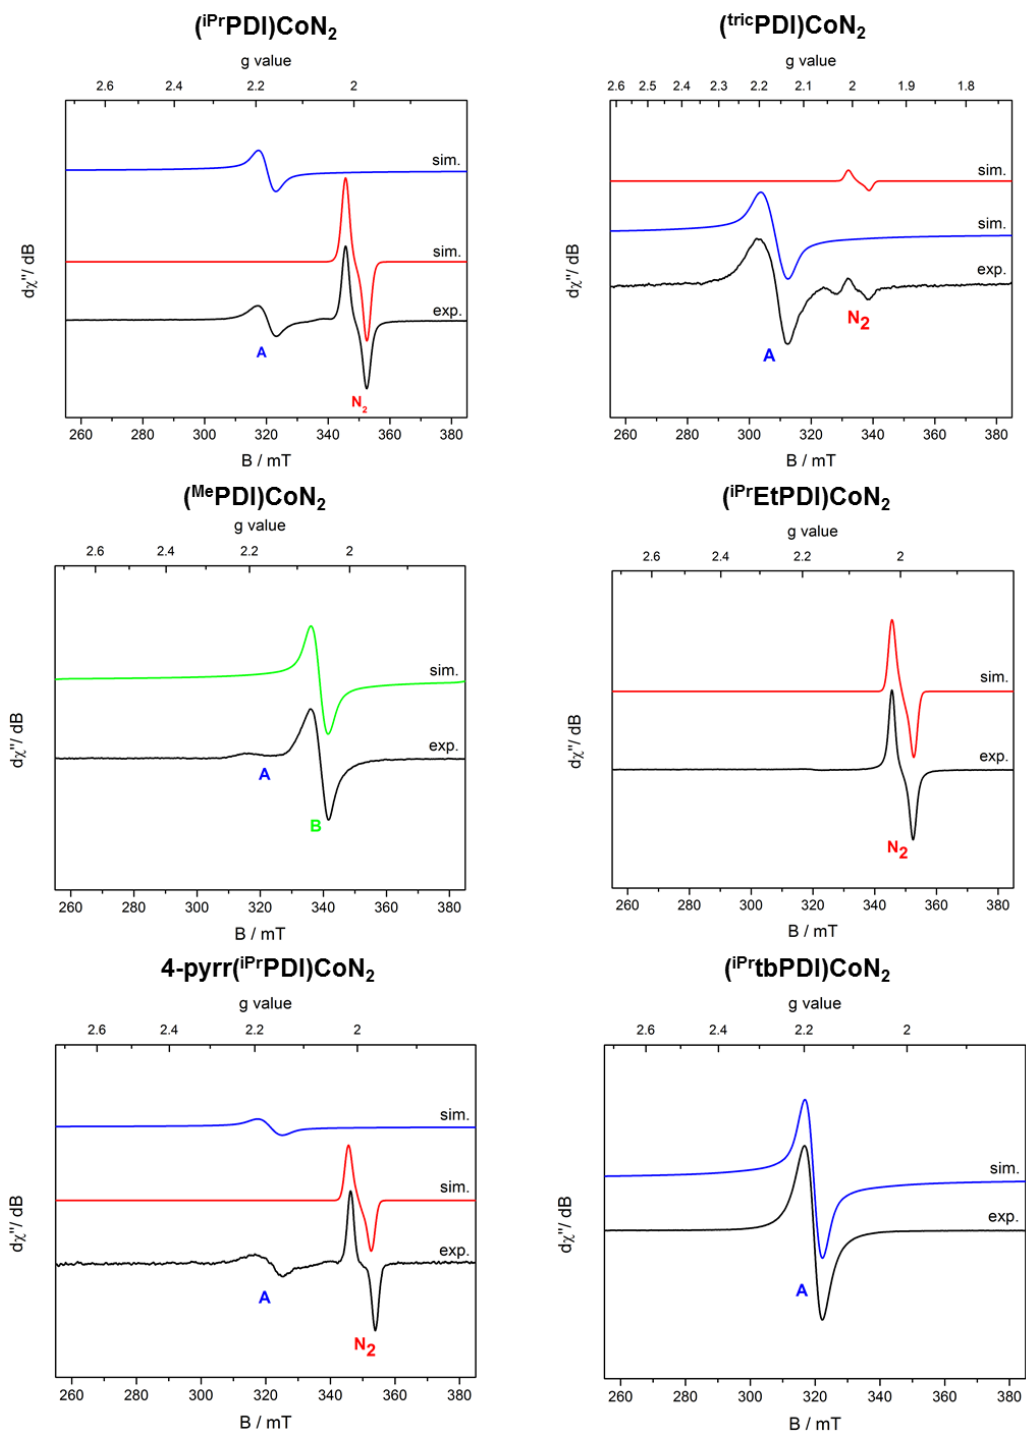 (ⁱᴾʳPDI)CoN₂
g value
2.6 2.4 2.2 2
sim.
sim.
exp.
A
N₂
dχ''/ dB
260 280 300 320 340 360 380
B / mT
(ᵗʳⁱᶜPDI)CoN₂
g value
2.6 2.5 2.4 2.3 2.2 2.1 2 1.9 1.8
sim.
sim.
exp.
N₂
A
dχ''/ dB
260 280 300 320 340 360 380
B / mT
(ᴹᵉPDI)CoN₂
g value
2.6 2.4 2.2 2
sim.
exp.
A
B
dχ''/ dB
260 280 300 320 340 360 380
B / mT
(ⁱᴾʳEtPDI)CoN₂
g value
2.6 2.4 2.2 2
sim.
exp.
N₂
dχ''/ dB
260 280 300 320 340 360 380
B / mT
4-pyrr(ⁱᴾʳPDI)CoN₂
g value
2.6 2.4 2.2 2
sim.
sim.
exp.
A
N₂
dχ''/ dB
260 280 300 320 340 360 380
B / mT
(ⁱᴾʳtbPDI)CoN₂
g value
2.6 2.4 2.2 2
sim.
exp.
A
dχ''/ dB
260 280 300 320 340 360 380
B / mT